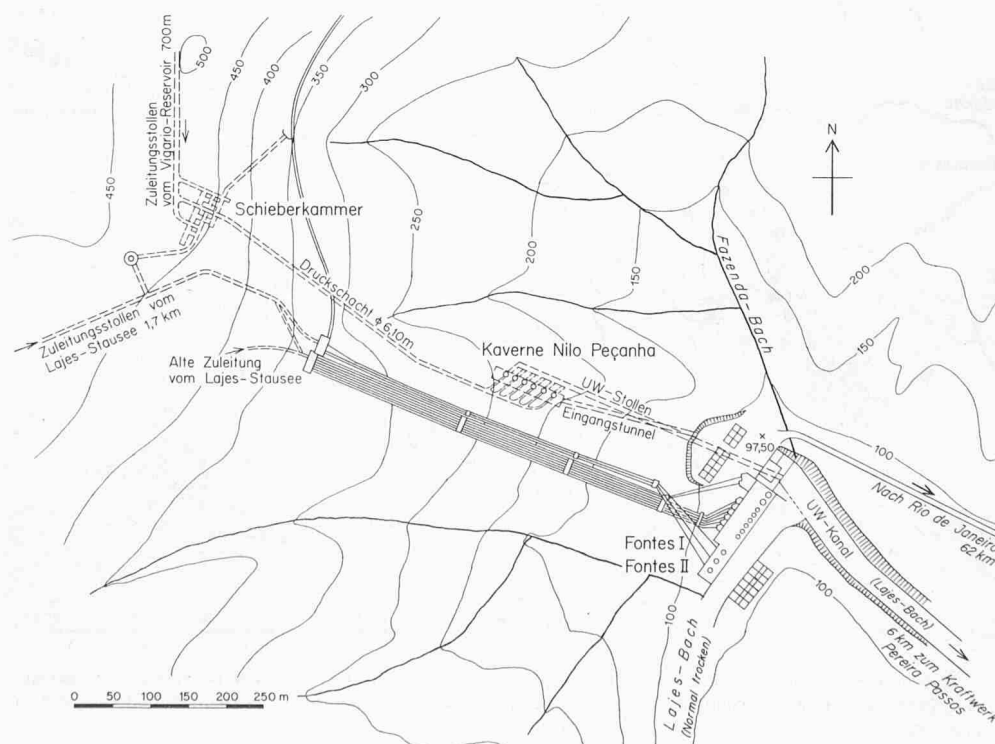 Zuleitungsstollen
vom Vigario-Reservoir 700m
500
450
400
350
300
450
250
200
150
200
150
N
Schieberkammer
Fazenda-Bach
Druckschacht ϕ 6,10m
Zuleitungsstollen vom
Lajes-Stausee 1,7 km
Alte Zuleitung
vom Lajes-Stausee
Kaverne Nilo Peçanha
UW-Stollen
Eingangstunnel
97,50
100
Nach Rio de Janeiro
62 km
UW-Kanal
(Lajes-Bach)
Fontes I
Fontes II
100
100
Lajes-Bach
(Normal trocken)
6 km zum Kraftwerk
Pereira Passos
0 50 100 150 200 250 m